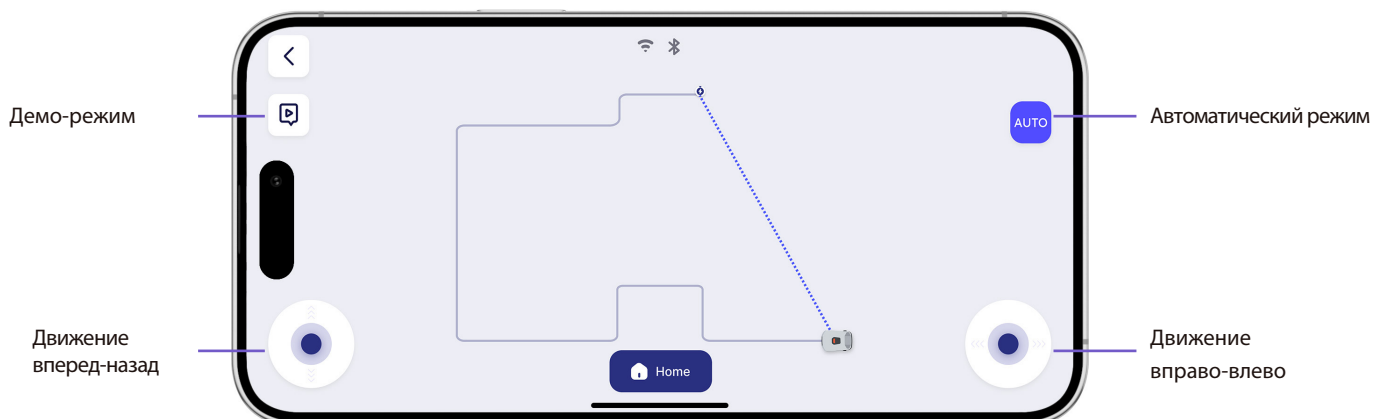 Демо-режим
AUTO
Автоматический режим
Движение
вперед-назад
Home
Движение
вправо-влево